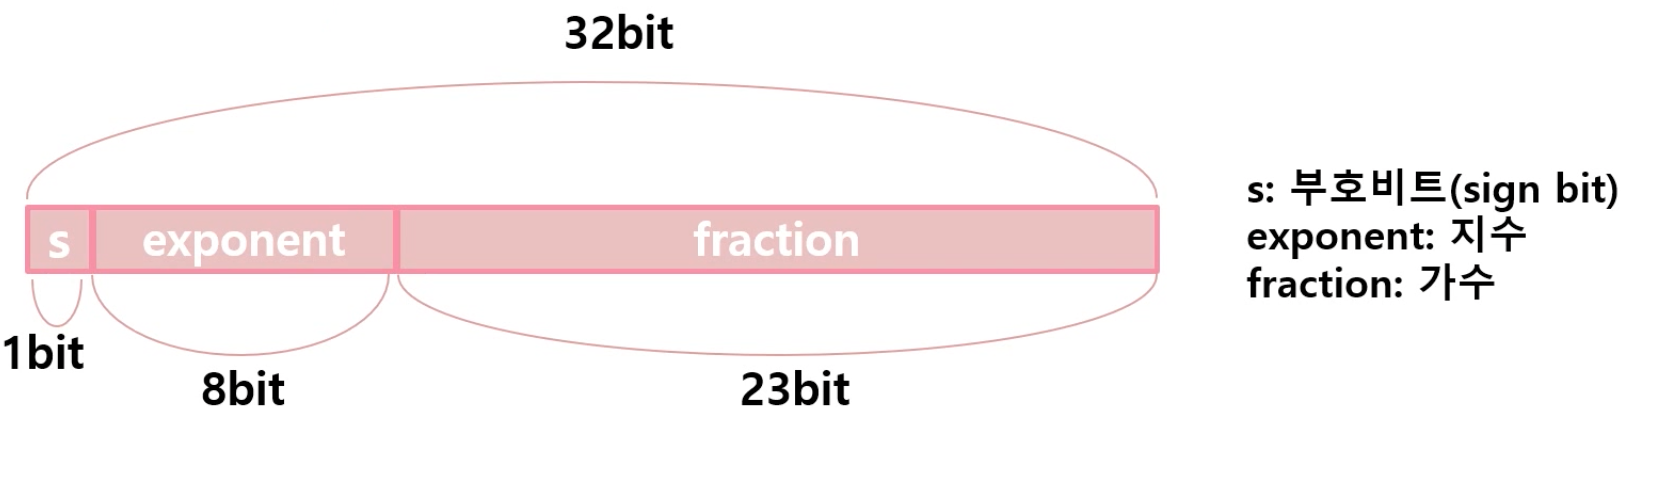 32bit
s exponent fraction
s: 부호비트(sign bit)
exponent: 지수
fraction: 가수
1bit
8bit
23bit